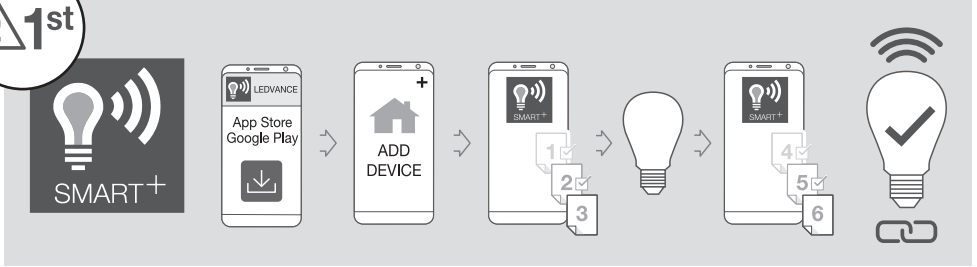 1st
SMART+
LEDVANCE
App Store
Google Play
+
ADD
DEVICE
SMART+
1
2
3
SMART+
4
5
6